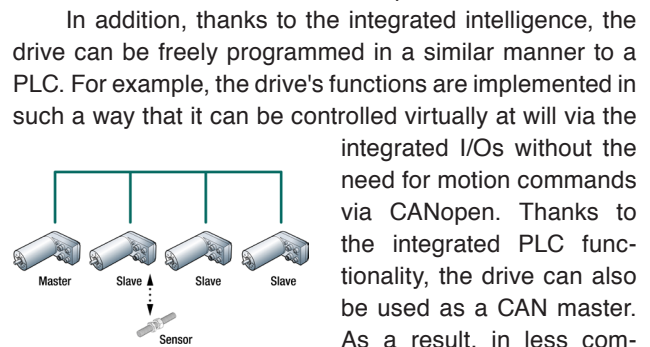 In addition, thanks to the integrated intelligence, the
drive can be freely programmed in a similar manner to a
PLC. For example, the drive's functions are implemented in
such a way that it can be controlled virtually at will via the
integrated I/Os without the
need for motion commands
via CANopen. Thanks to
the integrated PLC func-
tionality, the drive can also
be used as a CAN master.
As a result, in less com-
Master Slave Slave Slave
Sensor